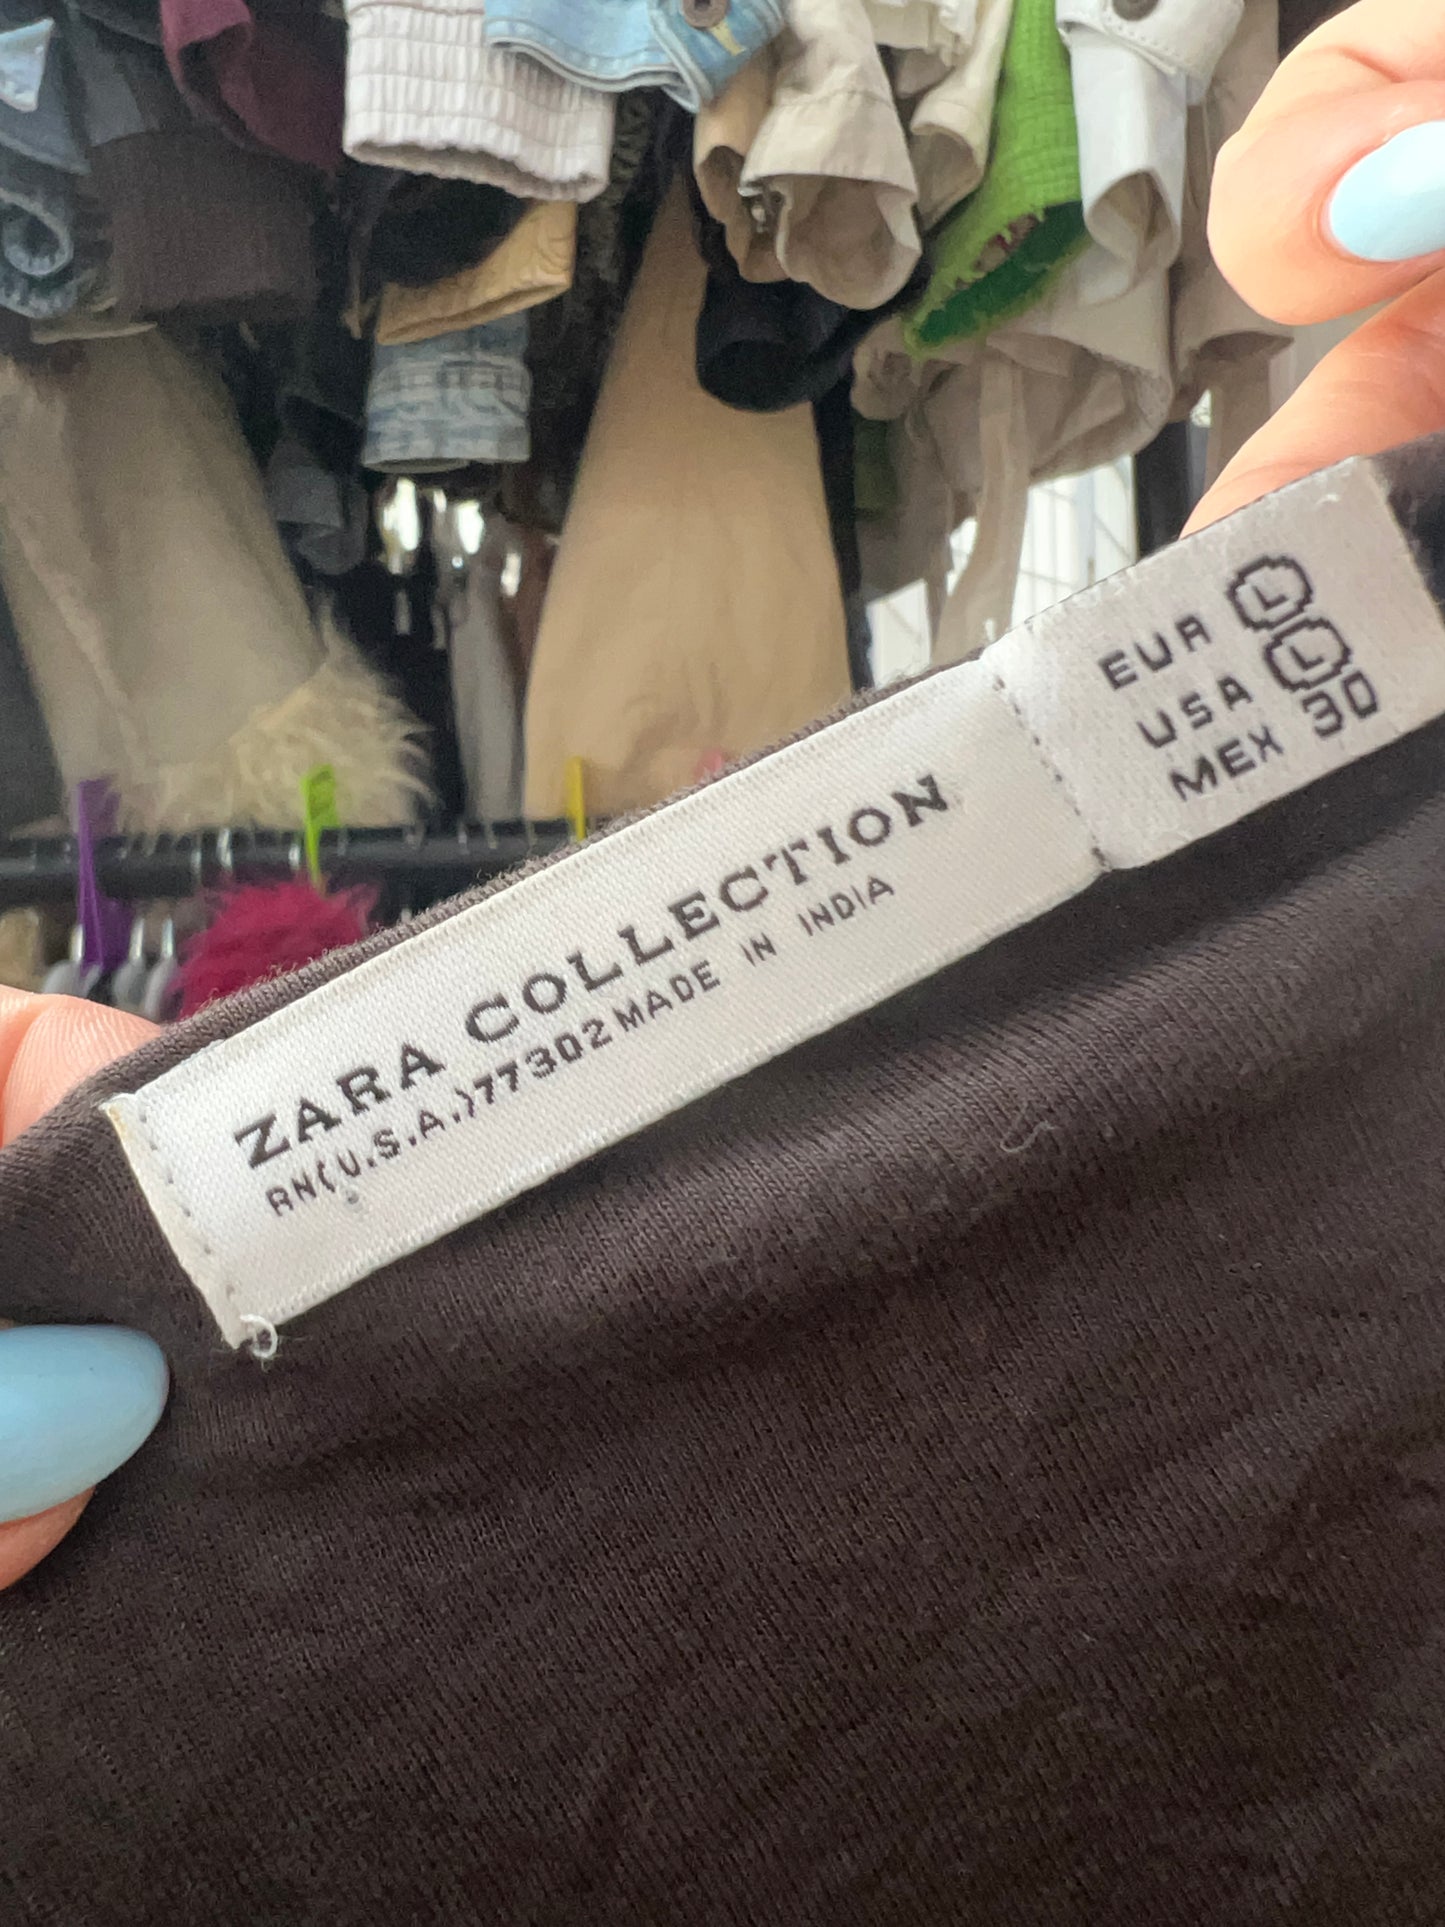 ZARA COLLECTION
RN(U.S.A.)77302 MADE IN INDIA
EUR L
USA L
MEX 30